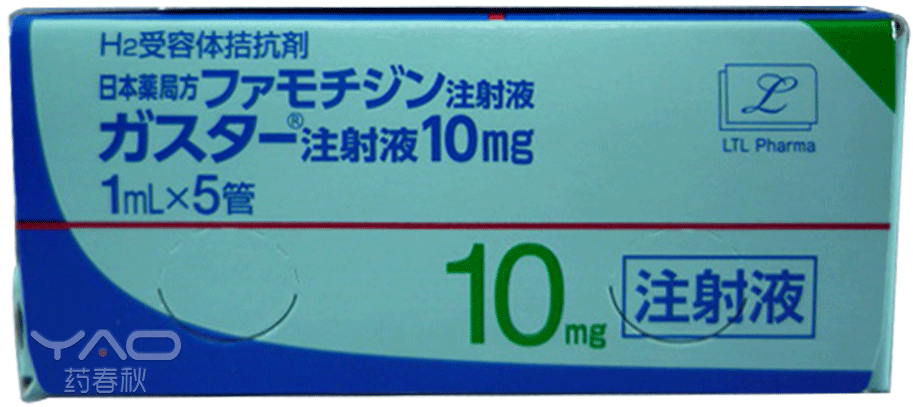 H2受容体拮抗剤
日本薬局方ファモチジン注射液
ガスター®注射液10mg
1mL×5管
L
LTL Pharma
10mg 注射液
YAO
药春秋